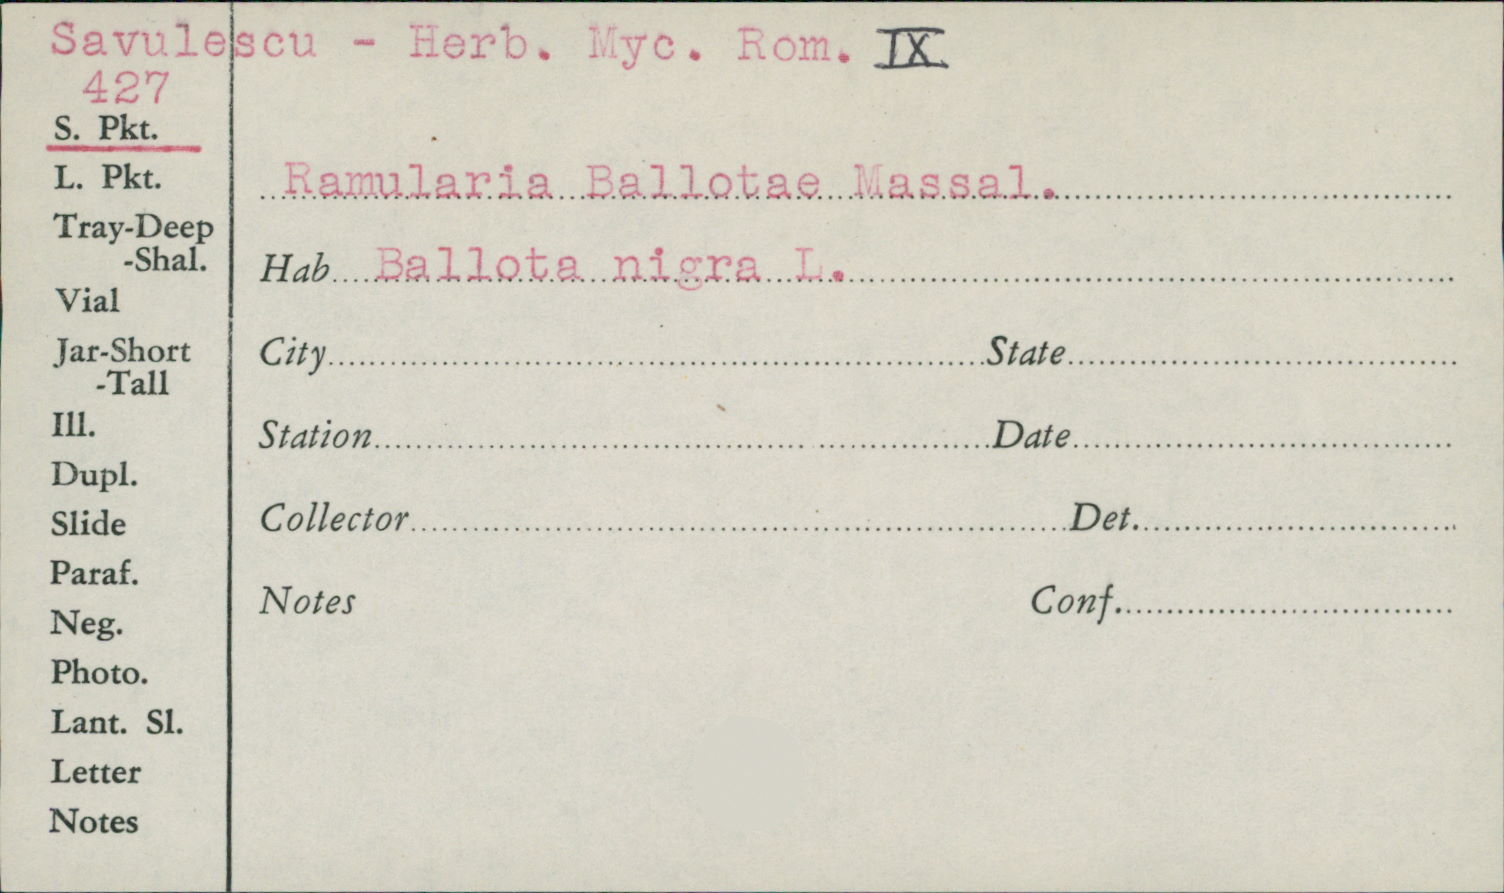 Savulescu - Herb. Myc. Rom. IX
427
S. Pkt.
L. Pkt.
Tray-Deep
-Shal.
Vial
Jar-Short
-Tall
Ill.
Dupl.
Slide
Paraf.
Neg.
Photo.
Lant. Sl.
Letter
Notes
Ramularia Ballotae Massal.
Hab. Ballota nigra L.
City State
Station Date
Collector Det.
Notes Conf.